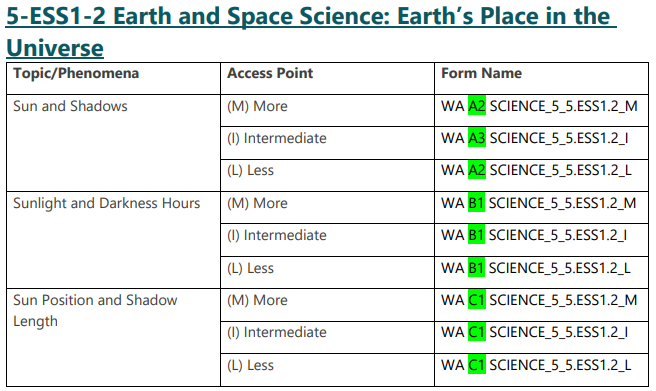 5-ESS1-2 Earth and Space Science: Earth's Place in the
Universe
Topic/Phenomena Access Point Form Name
Sun and Shadows (M) More WA A2 SCIENCE_5_5.ESS1.2_M
(I) Intermediate WA A3 SCIENCE_5_5.ESS1.2_I
(L) Less WA A2 SCIENCE_5_5.ESS1.2_L
Sunlight and Darkness Hours (M) More WA B1 SCIENCE_5_5.ESS1.2_M
(I) Intermediate WA B1 SCIENCE_5_5.ESS1.2_I
(L) Less WA B1 SCIENCE_5_5.ESS1.2_L
Sun Position and Shadow (M) More WA C1 SCIENCE_5_5.ESS1.2_M
Length
(I) Intermediate WA C1 SCIENCE_5_5.ESS1.2_I
(L) Less WA C1 SCIENCE_5_5.ESS1.2_L